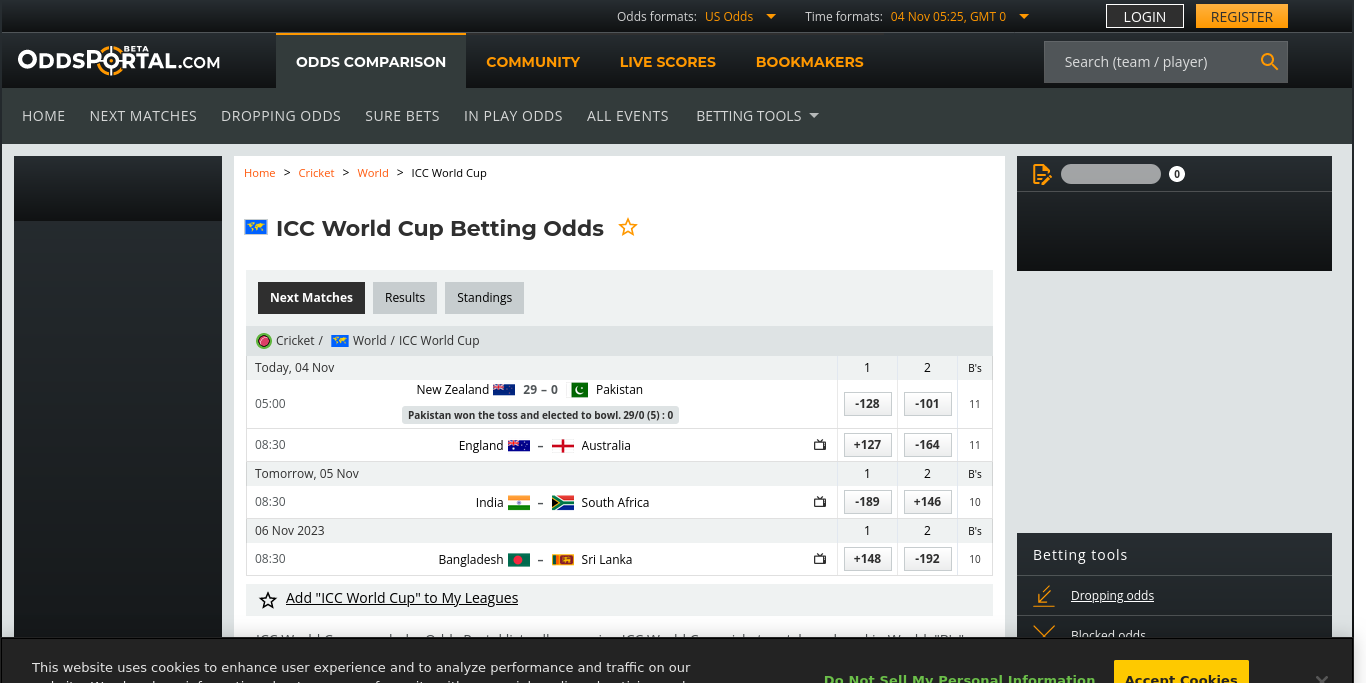 Odds formats: US Odds Time formats: 04 Nov 05:25, GMT 0 LOGIN REGISTER
ODDSPORTAL.COM BETA ODDS COMPARISON COMMUNITY LIVE SCORES BOOKMAKERS Search (team / player)
HOME NEXT MATCHES DROPPING ODDS SURE BETS IN PLAY ODDS ALL EVENTS BETTING TOOLS
Home > Cricket > World > ICC World Cup
0
ICC World Cup Betting Odds
Next Matches Results Standings
Cricket / World / ICC World Cup
Today, 04 Nov 1 2 B's
New Zealand 29 – 0 Pakistan
05:00 -128 -101 11
Pakistan won the toss and elected to bowl. 29/0 (5) : 0
08:30 England – Australia +127 -164 11
Tomorrow, 05 Nov 1 2 B's
08:30 India – South Africa -189 +146 10
06 Nov 2023 1 2 B's
08:30 Bangladesh – Sri Lanka +148 -192 10
Add "ICC World Cup" to My Leagues
Betting tools
Dropping odds
Blocked odds
This website uses cookies to enhance user experience and to analyze performance and traffic on our
Do Not Sell My Personal Information Accept Cookies